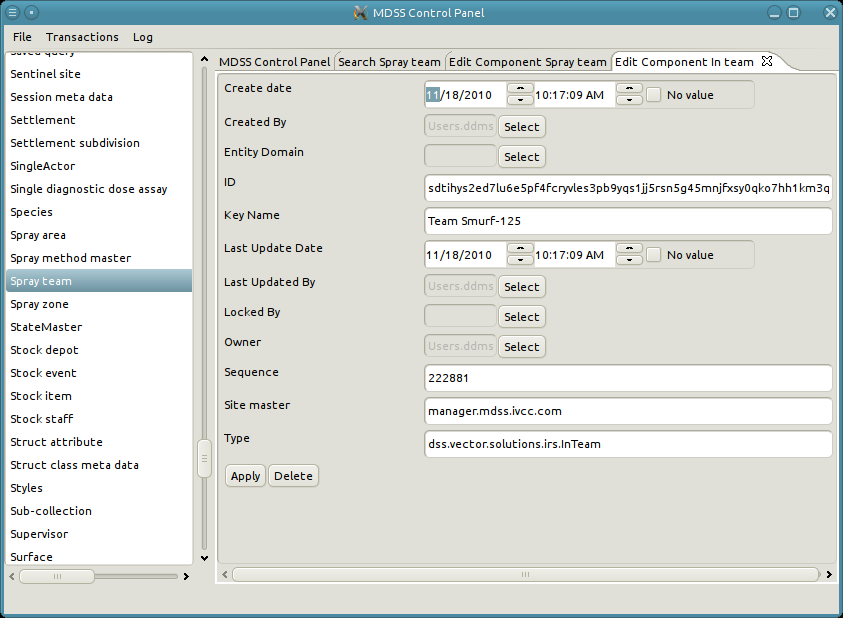 MDSS Control Panel
File Transactions Log
Saved query
Sentinel site
Session meta data
Settlement
Settlement subdivision
SingleActor
Single diagnostic dose assay
Species
Spray area
Spray method master
Spray team
Spray zone
StateMaster
Stock depot
Stock event
Stock item
Stock staff
Struct attribute
Struct class meta data
Styles
Sub-collection
Supervisor
Surface
MDSS Control Panel Search Spray team Edit Component Spray team Edit Component In team
Create date 11/18/2010 10:17:09 AM No value
Created By Users.ddms Select
Entity Domain Select
ID sdtihys2ed7lu6e5pf4fcryvles3pb9yqs1jj5rsn5g45mnjfxsy0qko7hh1km3q
Key Name Team Smurf-125
Last Update Date 11/18/2010 10:17:09 AM No value
Last Updated By Users.ddms Select
Locked By Select
Owner Users.ddms Select
Sequence 222881
Site master manager.mdss.ivcc.com
Type dss.vector.solutions.irs.InTeam
Apply Delete